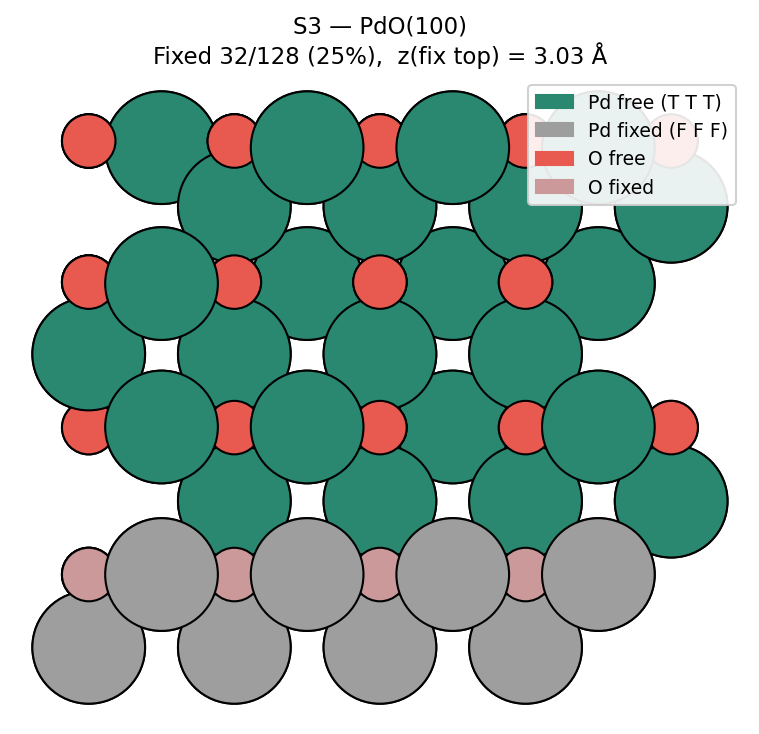 S3 — PdO(100)
Fixed 32/128 (25%),  z(fix top) = 3.03 Å
Pd free (T T T)
Pd fixed (F F F)
O free
O fixed